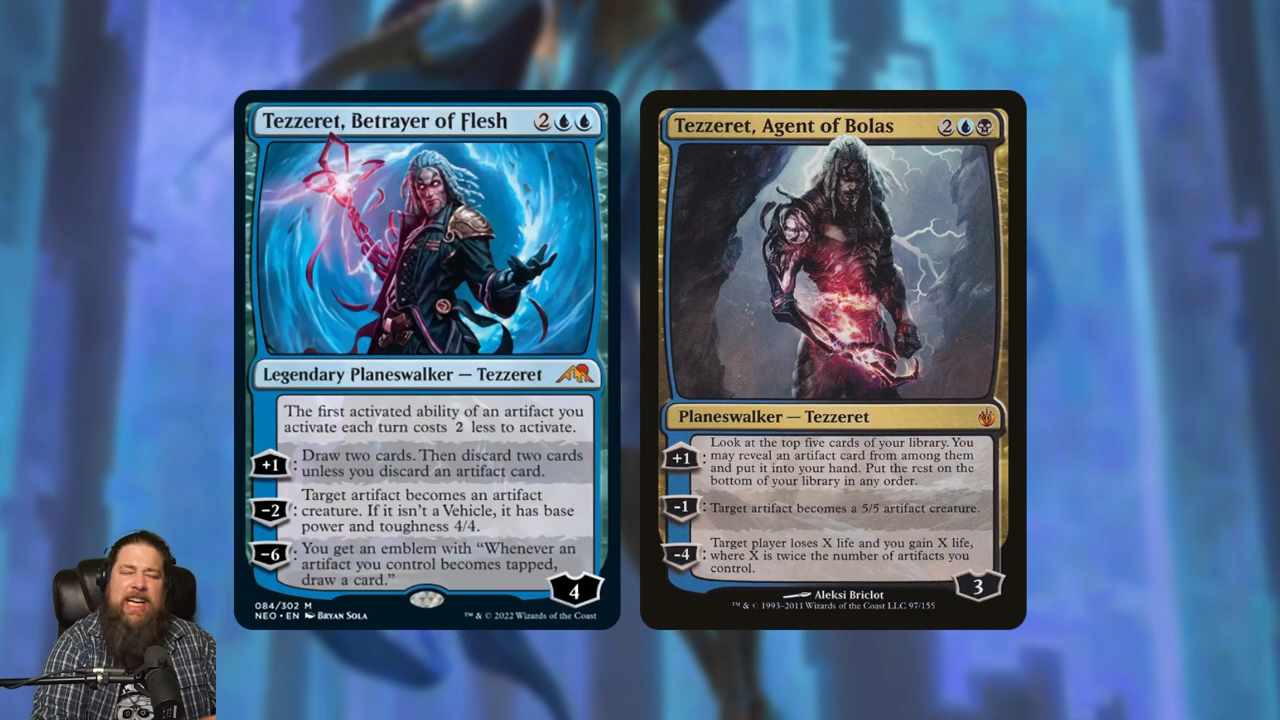 Tezzeret, Betrayer of Flesh 2
Legendary Planeswalker — Tezzeret
The first activated ability of an artifact you
activate each turn costs 2 less to activate.
+1: Draw two cards. Then discard two cards
unless you discard an artifact card.
-2: Target artifact becomes an artifact
creature. If it isn't a Vehicle, it has base
power and toughness 4/4.
-6: You get an emblem with "Whenever an
artifact you control becomes tapped,
draw a card."
4
084/302 M
NEO • EN BRYAN SOLA
™ & © 2022 Wizards of the Coast
Tezzeret, Agent of Bolas 2
Planeswalker — Tezzeret
+1: Look at the top five cards of your library. You
may reveal an artifact card from among them
and put it into your hand. Put the rest on the
bottom of your library in any order.
-1: Target artifact becomes a 5/5 artifact creature.
-4: Target player loses X life and you gain X life,
where X is twice the number of artifacts you
control.
3
Aleksi Briclot
™ & © 1993–2011 Wizards of the Coast LLC 97/155